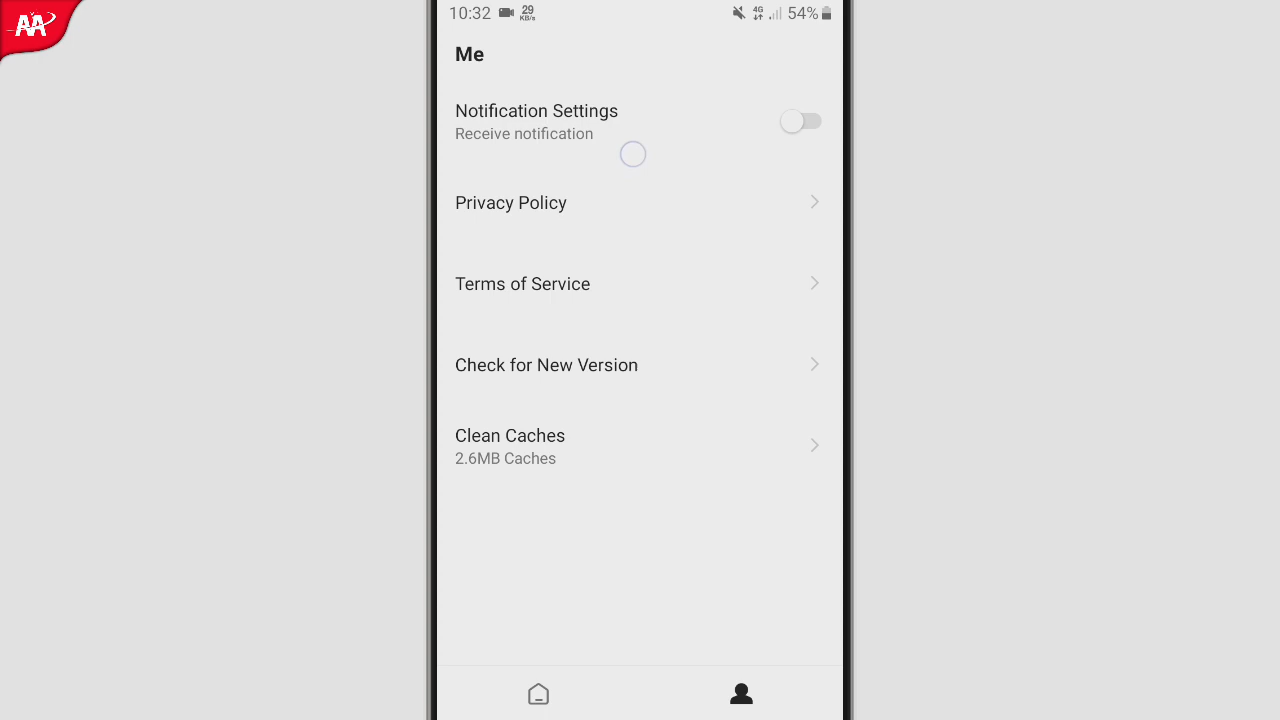 AA
10:32 29 KB/s 4G 54%
Me
Notification Settings
Receive notification
Privacy Policy
Terms of Service
Check for New Version
Clean Caches
2.6MB Caches